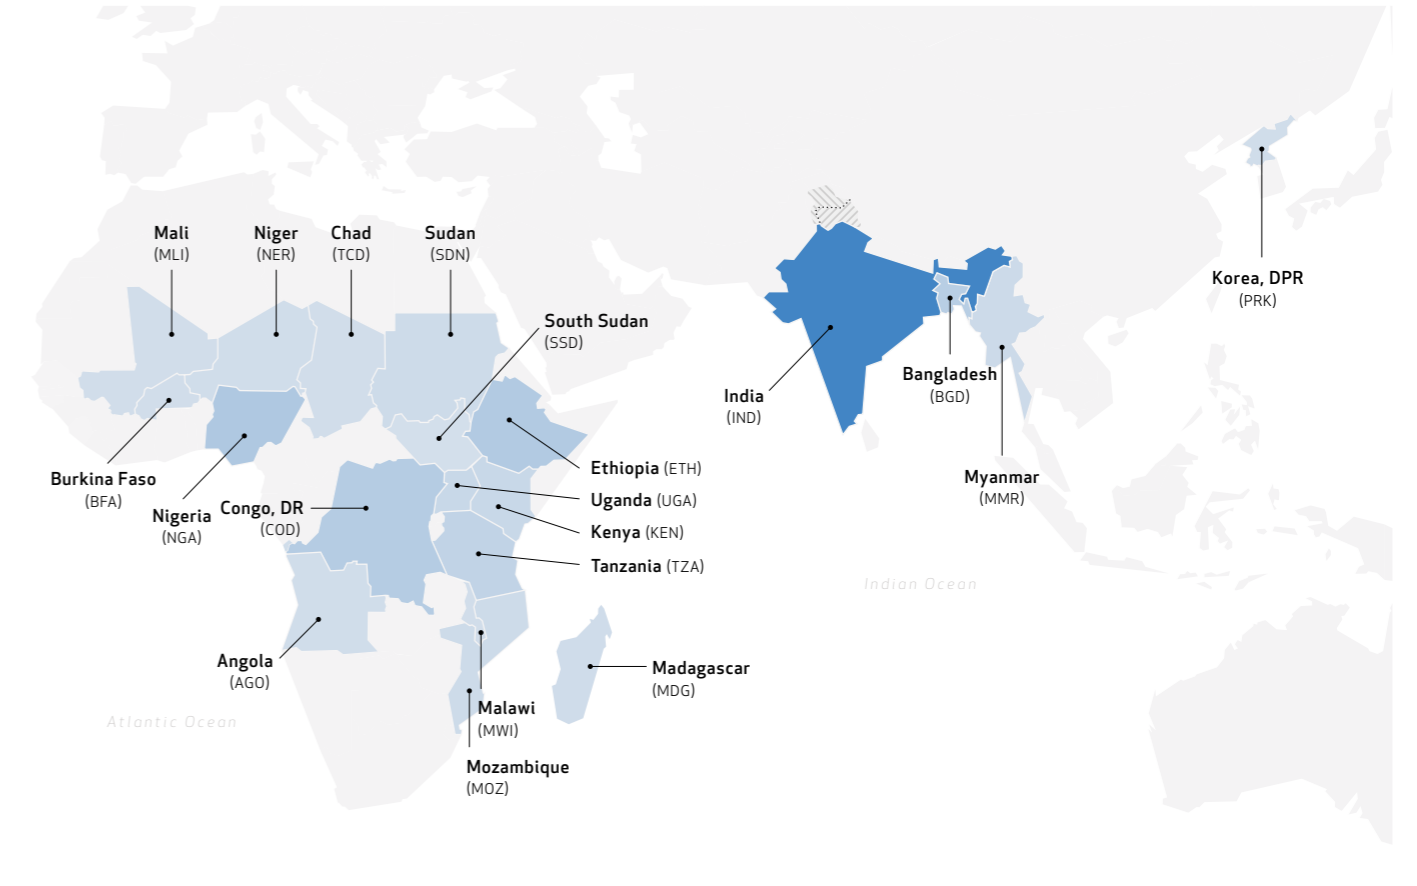 Mali
(MLI)
Niger
(NER)
Chad
(TCD)
Sudan
(SDN)
South Sudan
(SSD)
Korea, DPR
(PRK)
India
(IND)
Bangladesh
(BGD)
Myanmar
(MMR)
Burkina Faso
(BFA)
Nigeria
(NGA)
Congo, DR
(COD)
Ethiopia (ETH)
Uganda (UGA)
Kenya (KEN)
Tanzania (TZA)
Indian Ocean
Angola
(AGO)
Madagascar
(MDG)
Malawi
(MWI)
Atlantic Ocean
Mozambique
(MOZ)